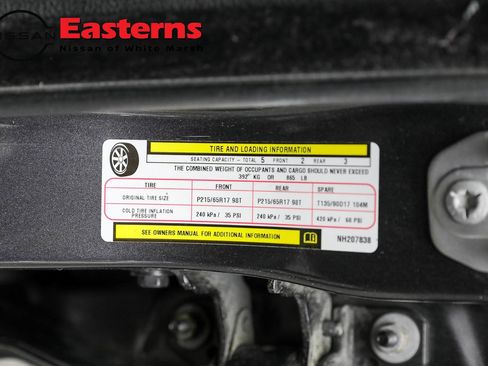 NISSAN Easterns
Nissan of White Marsh
TIRE AND LOADING INFORMATION
SEATING CAPACITY - TOTAL 5 FRONT 2 REAR 3
THE COMBINED WEIGHT OF OCCUPANTS AND CARGO SHOULD NEVER EXCEED
392 KG OR 865 LB
TIRE FRONT REAR SPARE
ORIGINAL TIRE SIZE P215/65R17 98T P215/65R17 98T T135/90D17 104M
COLD TIRE INFLATION PRESSURE 240 kPa / 35 PSI 240 kPa / 35 PSI 420 kPa / 60 PSI
SEE OWNERS MANUAL FOR ADDITIONAL INFORMATION NH207838